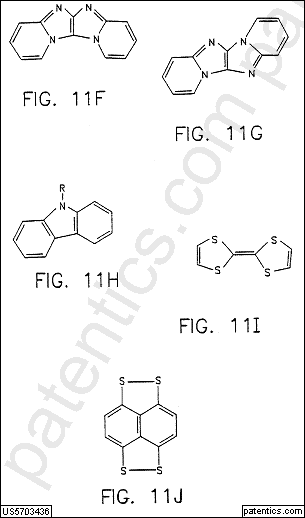 N N
N N
FIG. 11F
N N
N N
FIG. 11G
R
N
FIG. 11H
S S
S S
FIG. 11I
S S
S S
FIG. 11J
patentics.com
US5703436
patentics.com